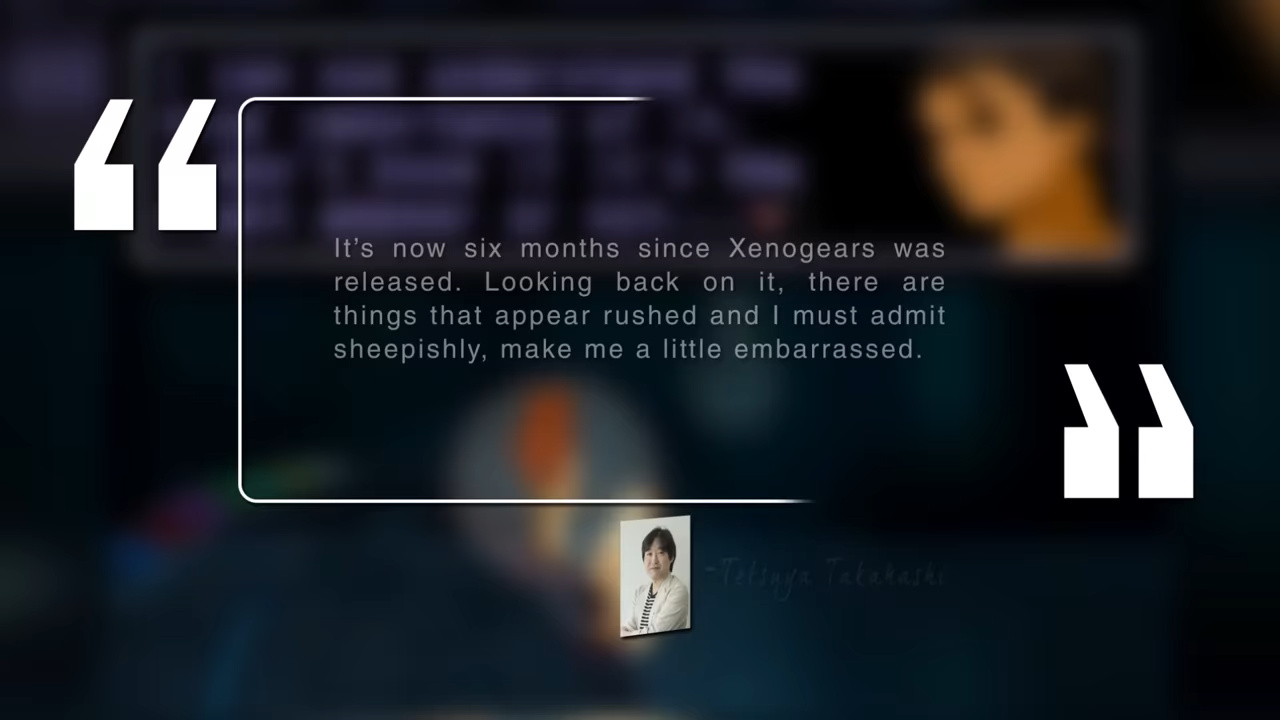 It’s now six months since Xenogears was
released. Looking back on it, there are
things that appear rushed and I must admit
sheepishly, make me a little embarrassed.
-Tetsuya Takahashi